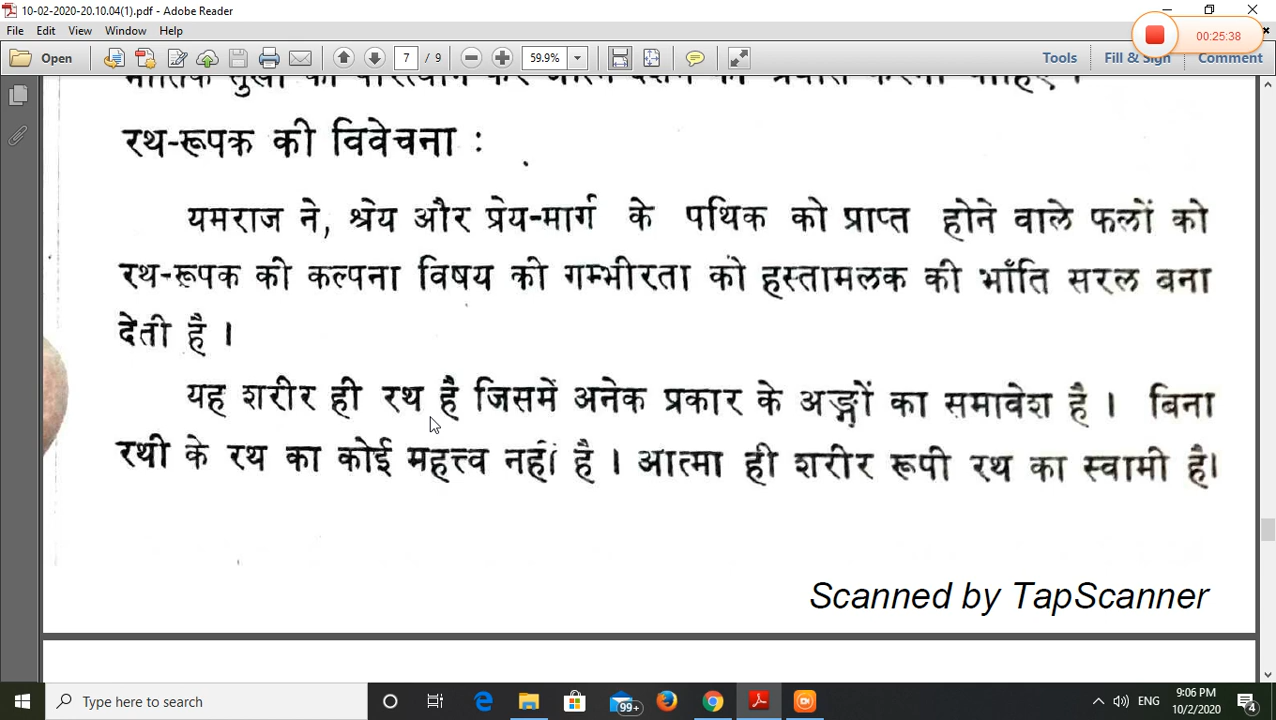 10-02-2020-20.10.04(1).pdf - Adobe Reader
File Edit View Window Help
00:25:38
Open 7 / 9 59.9% Tools Fill & Sign Comment
रथ-रूपक की विवेचना :
यमराज ने, श्रेय और प्रेय-मार्ग के पथिक को प्राप्त होने वाले फलों को
रथ-रूपक की कल्पना विषय की गम्भीरता को हस्तामलक की भाँति सरल बना
देती है ।
यह शरीर ही रथ है जिसमें अनेक प्रकार के अङ्गों का समावेश है । बिना
रथी के रथ का कोई महत्त्व नहीं है । आत्मा ही शरीर रूपी रथ का स्वामी है।
Scanned by TapScanner
Type here to search
99+
ENG
9:06 PM
10/2/2020
4